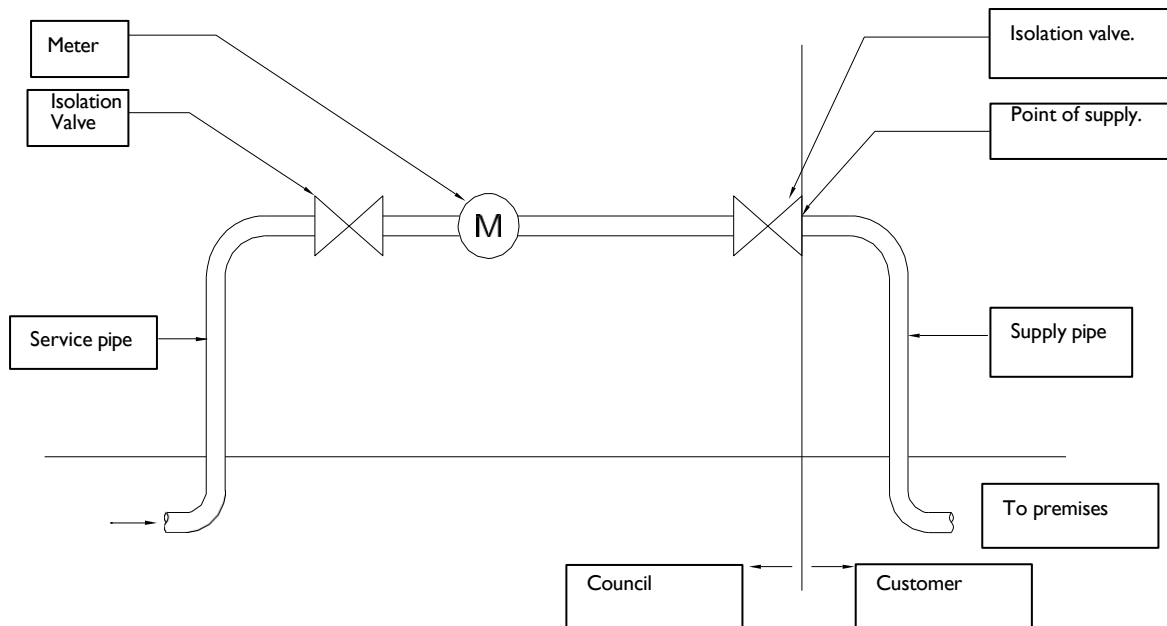 Meter
Isolation valve.
Isolation
Valve
Point of supply.
M
Service pipe
Supply pipe
To premises
Council
Customer